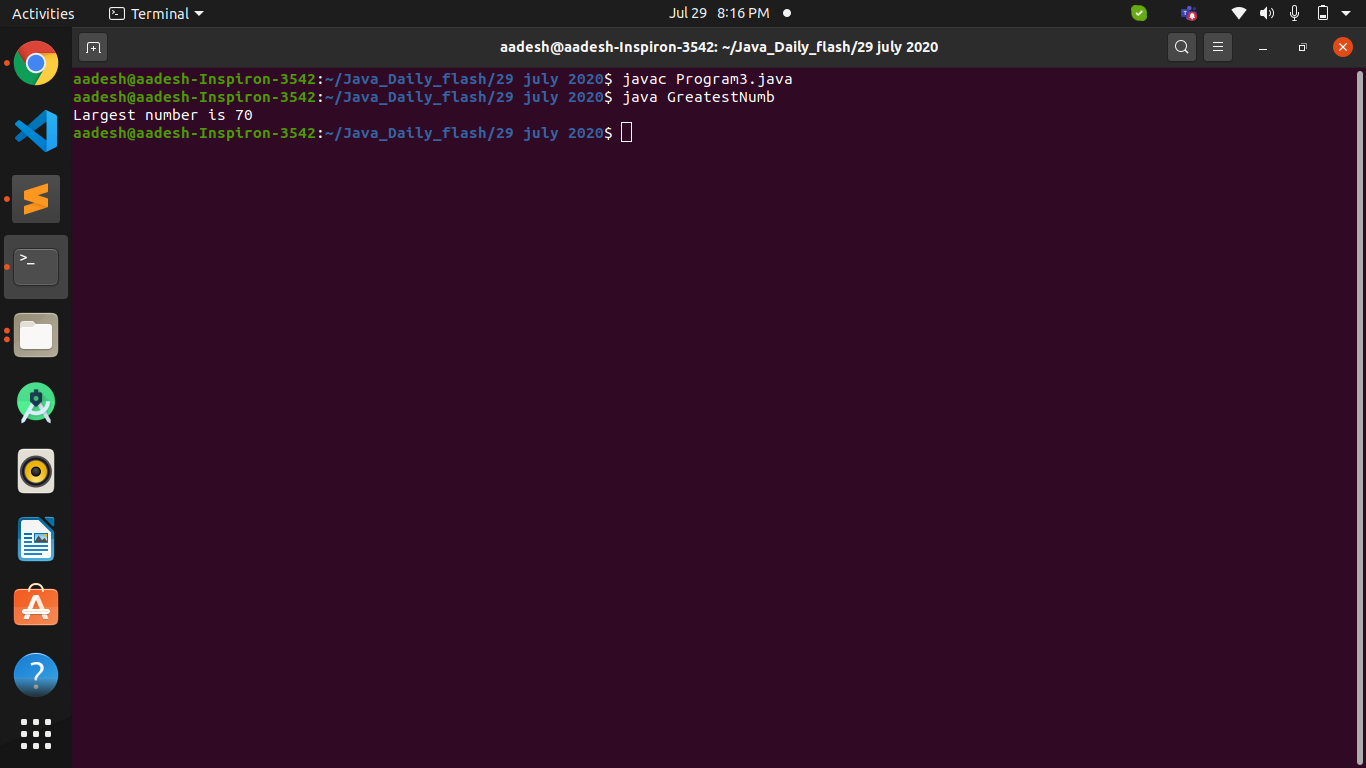 Activities Terminal Jul 29 8:16 PM
aadesh@aadesh-Inspiron-3542: ~/Java_Daily_flash/29 july 2020
aadesh@aadesh-Inspiron-3542:~/Java_Daily_flash/29 july 2020$ javac Program3.java
aadesh@aadesh-Inspiron-3542:~/Java_Daily_flash/29 july 2020$ java GreatestNumb
Largest number is 70
aadesh@aadesh-Inspiron-3542:~/Java_Daily_flash/29 july 2020$